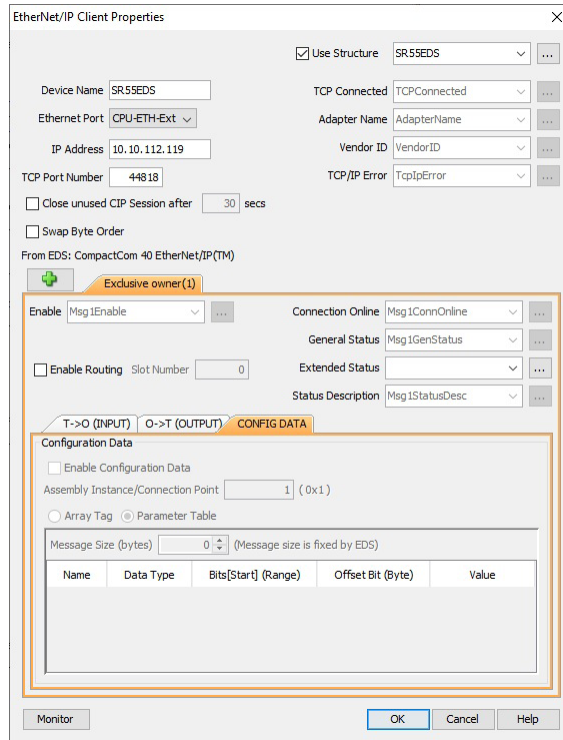 EtherNet/IP Client Properties
Use Structure SR55EDS ...
Device Name SR55EDS TCP Connected TCPConnected ...
Ethernet Port CPU-ETH-Ext Adapter Name AdapterName ...
IP Address 10.10.112.119 Vendor ID VendorID ...
TCP Port Number 44818 TCP/IP Error TcpIpError ...
Close unused CIP Session after 30 secs
Swap Byte Order
From EDS: CompactCom 40 EtherNet/IP(TM)
Exclusive owner(1)
Enable Msg1Enable ... Connection Online Msg1ConnOnline ...
General Status Msg1GenStatus ...
Enable Routing Slot Number 0 Extended Status ...
Status Description Msg1StatusDesc ...
T->O (INPUT) O->T (OUTPUT) CONFIG DATA
Configuration Data
Enable Configuration Data
Assembly Instance/Connection Point 1 ( 0x1 )
Array Tag Parameter Table
Message Size (bytes) 0 (Message size is fixed by EDS)
Name Data Type Bits[Start] (Range) Offset Bit (Byte) Value
Monitor OK Cancel Help